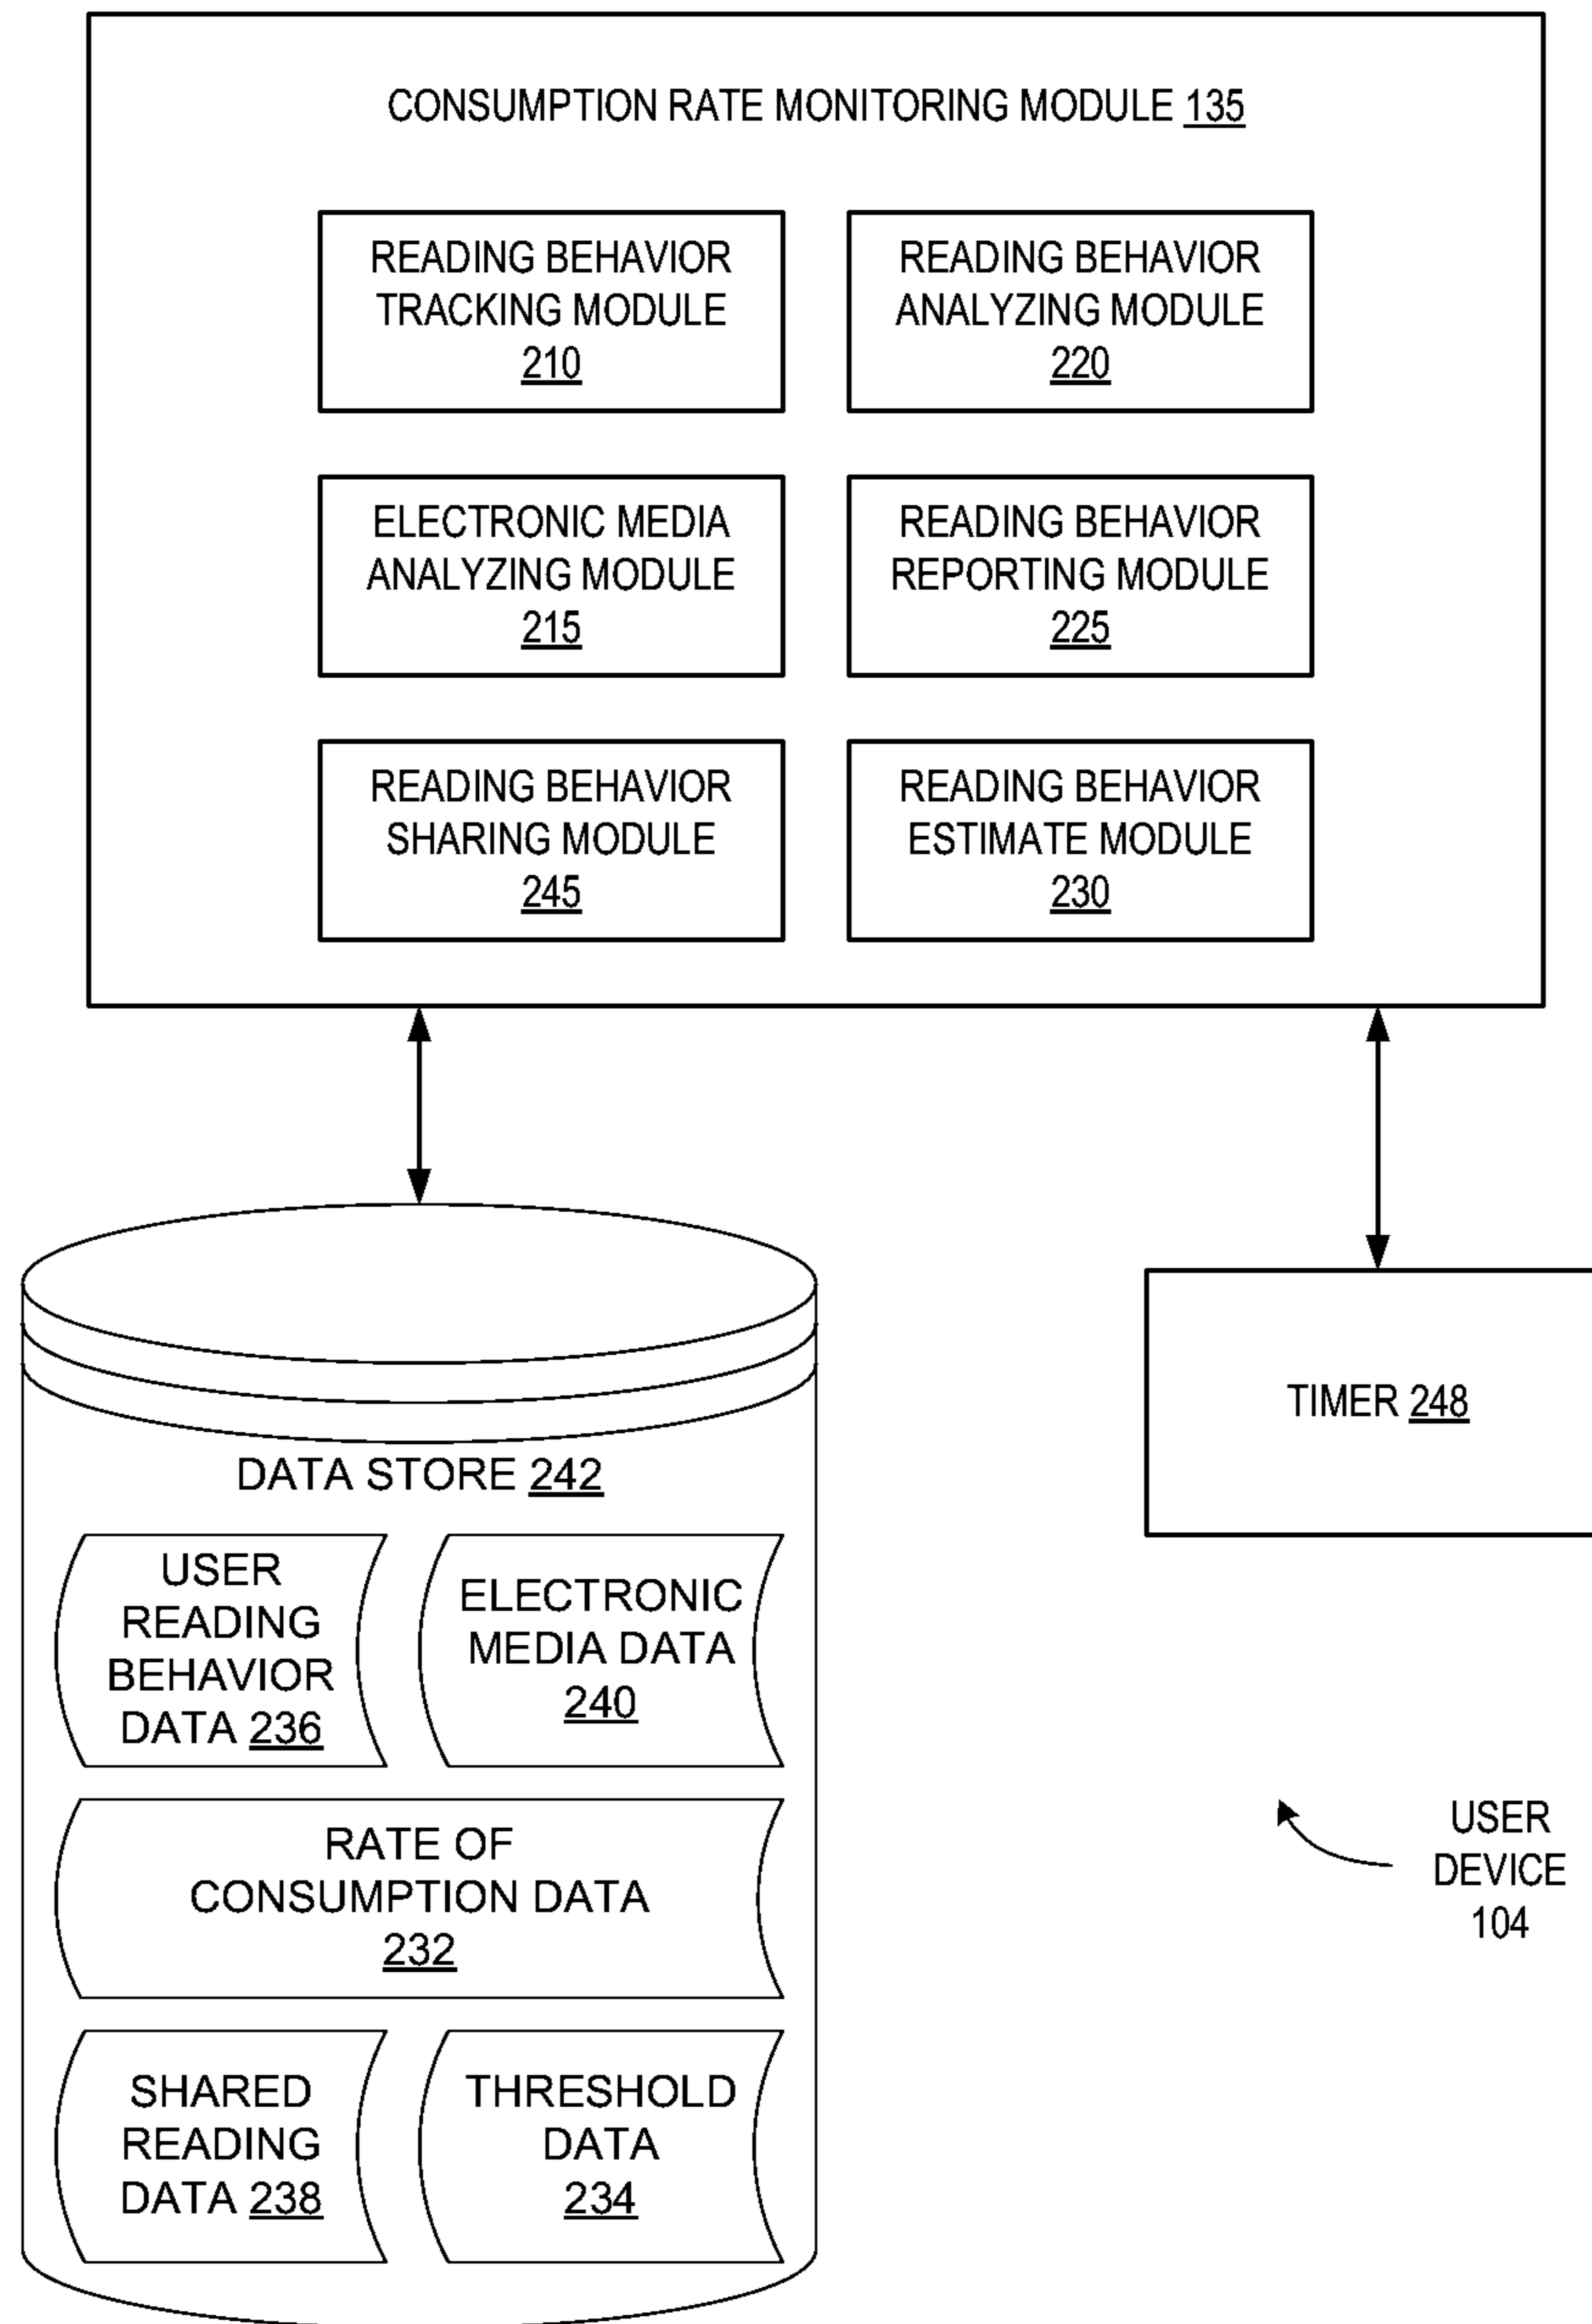 CONSUMPTION RATE MONITORING MODULE 135
READING BEHAVIOR
TRACKING MODULE
210
READING BEHAVIOR
ANALYZING MODULE
220
ELECTRONIC MEDIA
ANALYZING MODULE
215
READING BEHAVIOR
REPORTING MODULE
225
READING BEHAVIOR
SHARING MODULE
245
READING BEHAVIOR
ESTIMATE MODULE
230
TIMER 248
DATA STORE 242
USER
READING
BEHAVIOR
DATA 236
ELECTRONIC
MEDIA DATA
240
RATE OF
CONSUMPTION DATA
232
SHARED
READING
DATA 238
THRESHOLD
DATA
234
USER
DEVICE
104